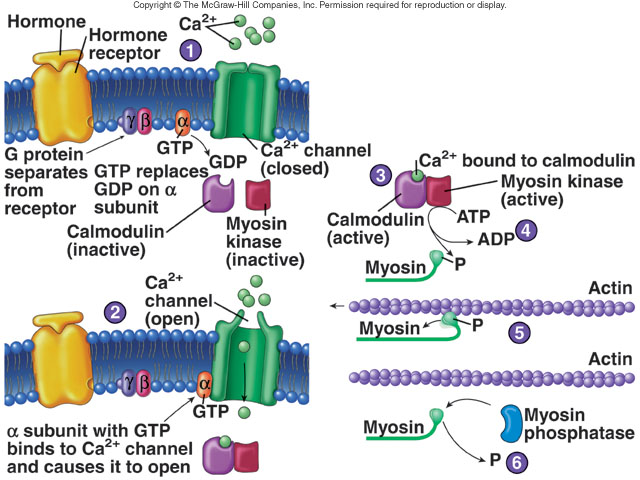 Copyright © The McGraw-Hill Companies, Inc. Permission required for reproduction or display.
Hormone
Hormone
receptor
Ca2+
1
γ β α
GTP
GDP
G protein
separates
from
receptor
GTP replaces
GDP on α
subunit
Ca2+ channel
(closed)
Calmodulin
(inactive)
Myosin
kinase
(inactive)
2
Ca2+
channel
(open)
γ β α
GTP
α subunit with GTP
binds to Ca2+ channel
and causes it to open
3
Ca2+ bound to calmodulin
Myosin kinase
(active)
Calmodulin
(active)
ATP
ADP
4
Myosin
P
Actin
Myosin
P
5
Actin
Myosin
Myosin
phosphatase
P
6